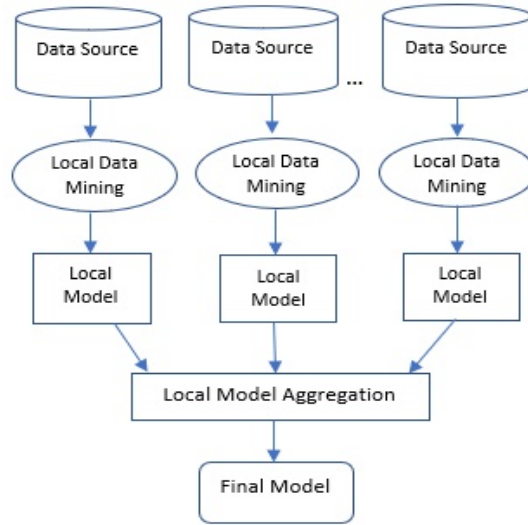 Data Source
Data Source
Data Source
...
Local Data
Mining
Local Data
Mining
Local Data
Mining
Local
Model
Local
Model
Local
Model
Local Model Aggregation
Final Model